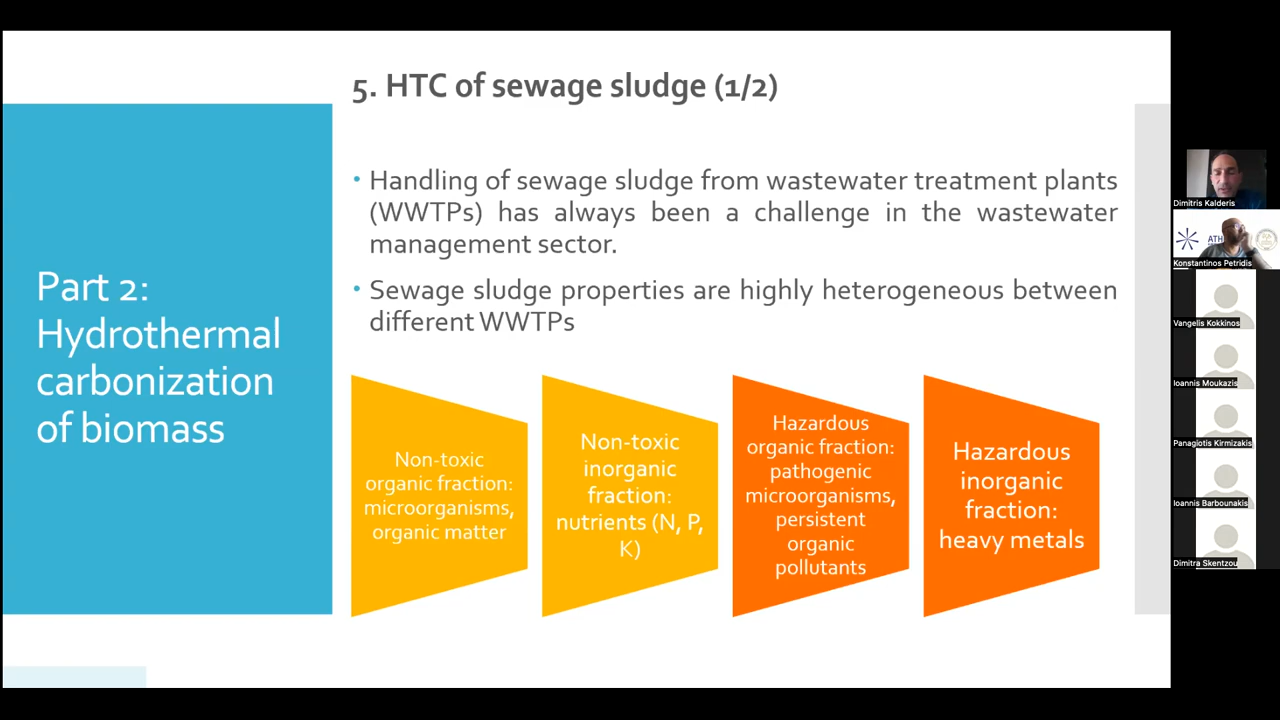 5. HTC of sewage sludge (1/2)
Part 2:
Hydrothermal
carbonization
of biomass
• Handling of sewage sludge from wastewater treatment plants
(WWTPs) has always been a challenge in the wastewater
management sector.
• Sewage sludge properties are highly heterogeneous between
different WWTPs
Non-toxic
organic fraction:
microorganisms,
organic matter
Non-toxic
inorganic
fraction:
nutrients (N, P,
K)
Hazardous
organic fraction:
pathogenic
microorganisms,
persistent
organic
pollutants
Hazardous
inorganic
fraction:
heavy metals
Dimitris Kalderis
ATH
Konstantinos Petridis
Vangelis Kokkinos
Ioannis Moukazis
Panagiotis Kirmizakis
Ioannis Barbounakis
Dimitra Skentzou